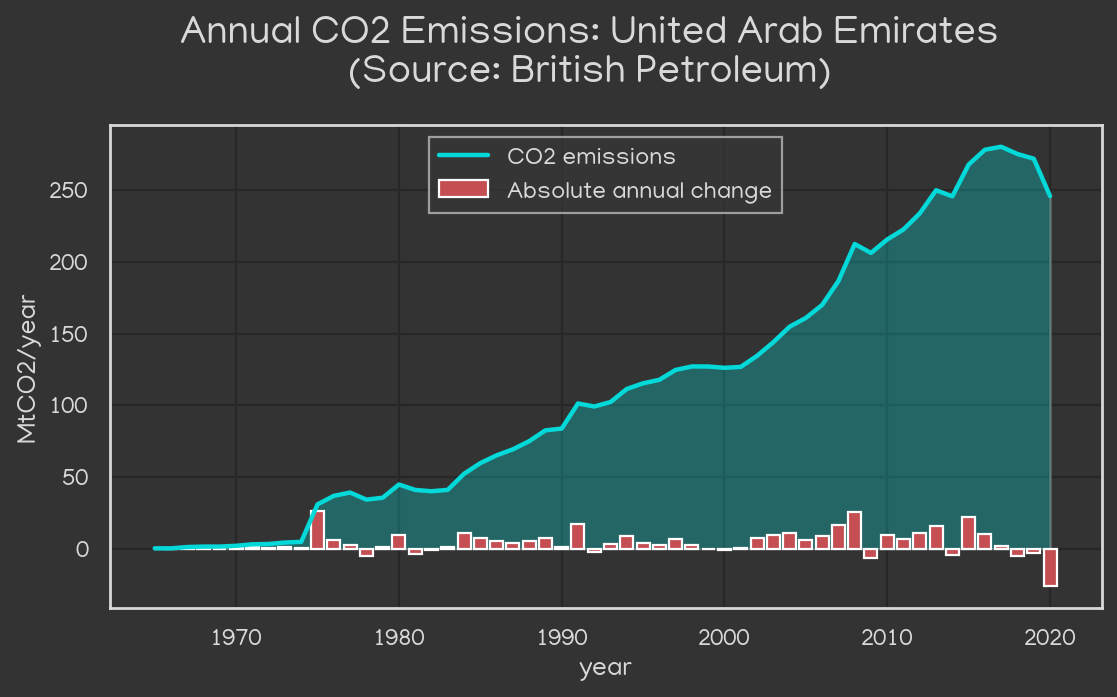 Annual CO2 Emissions: United Arab Emirates
(Source: British Petroleum)
CO2 emissions
Absolute annual change
MtCO2/year
250
200
150
100
50
0
1970 1980 1990 2000 2010 2020
year